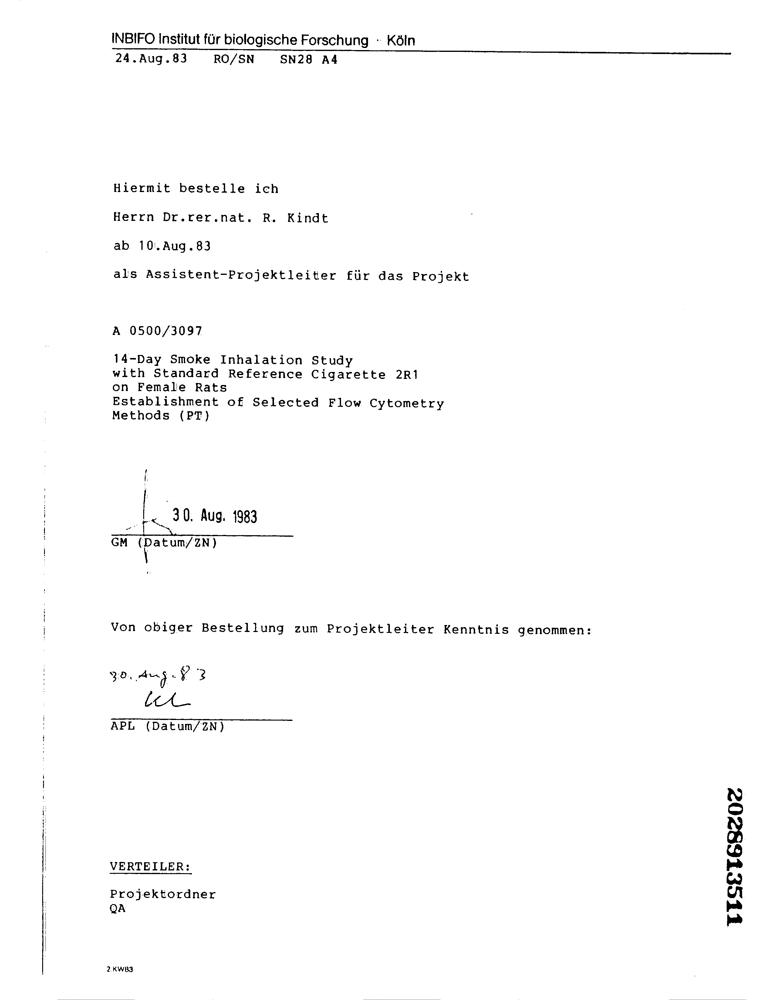 INBIFO Institut für biologische Forschung · Köln
24.Aug.83 RO/SN SN28 A4
Hiermit bestelle ich
Herrn Dr.rer.nat. R. Kindt
ab 10.Aug.83
als Assistent-Projektleiter für das Projekt
A 0500/3097
14-Day Smoke Inhalation Study
with Standard Reference Cigarette 2R1
on Female Rats
Establishment of Selected Flow Cytometry
Methods (PT)
30. Aug. 1983
GM (Datum/ZN)
Von obiger Bestellung zum Projektleiter Kenntnis genommen:
30. Aug. 83
APL (Datum/ZN)
VERTEILER:
Projektordner
QA
2 KW83
2028913511